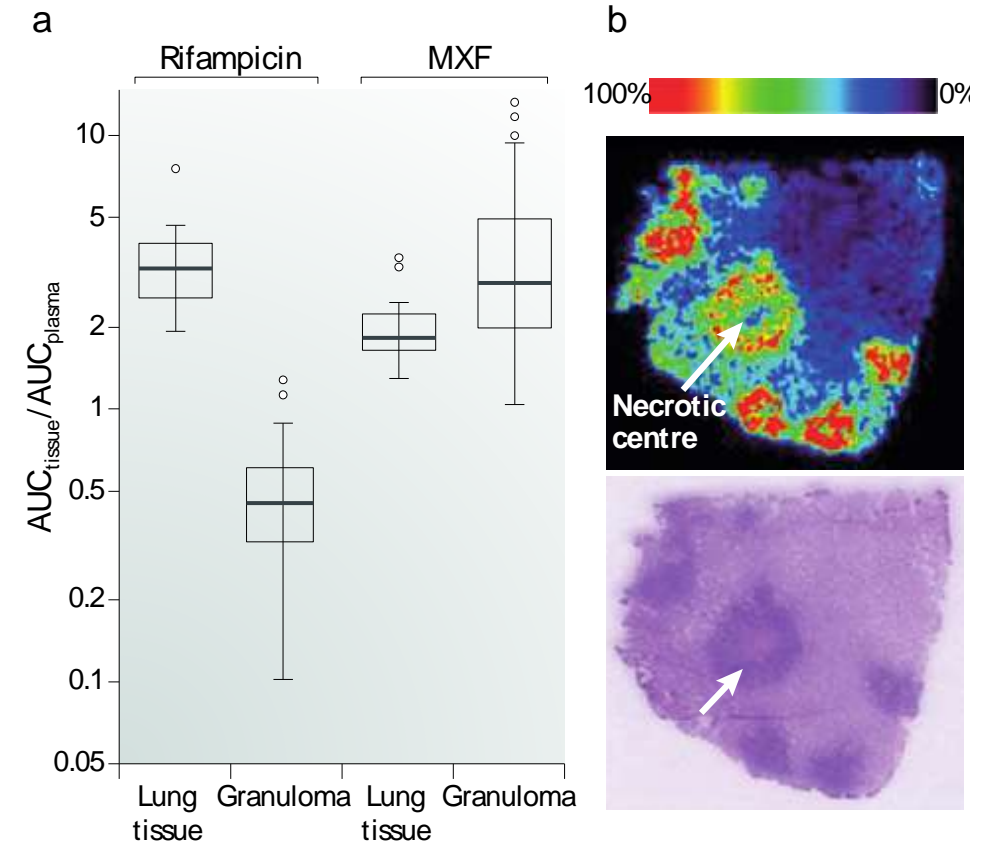 a
Rifampicin
MXF
10
5
2
1
0.5
0.2
0.1
0.05
AUCtissue/AUCplasma
Lung
tissue
Granuloma
Lung
tissue
Granuloma
b
100%
0%
Necrotic
centre